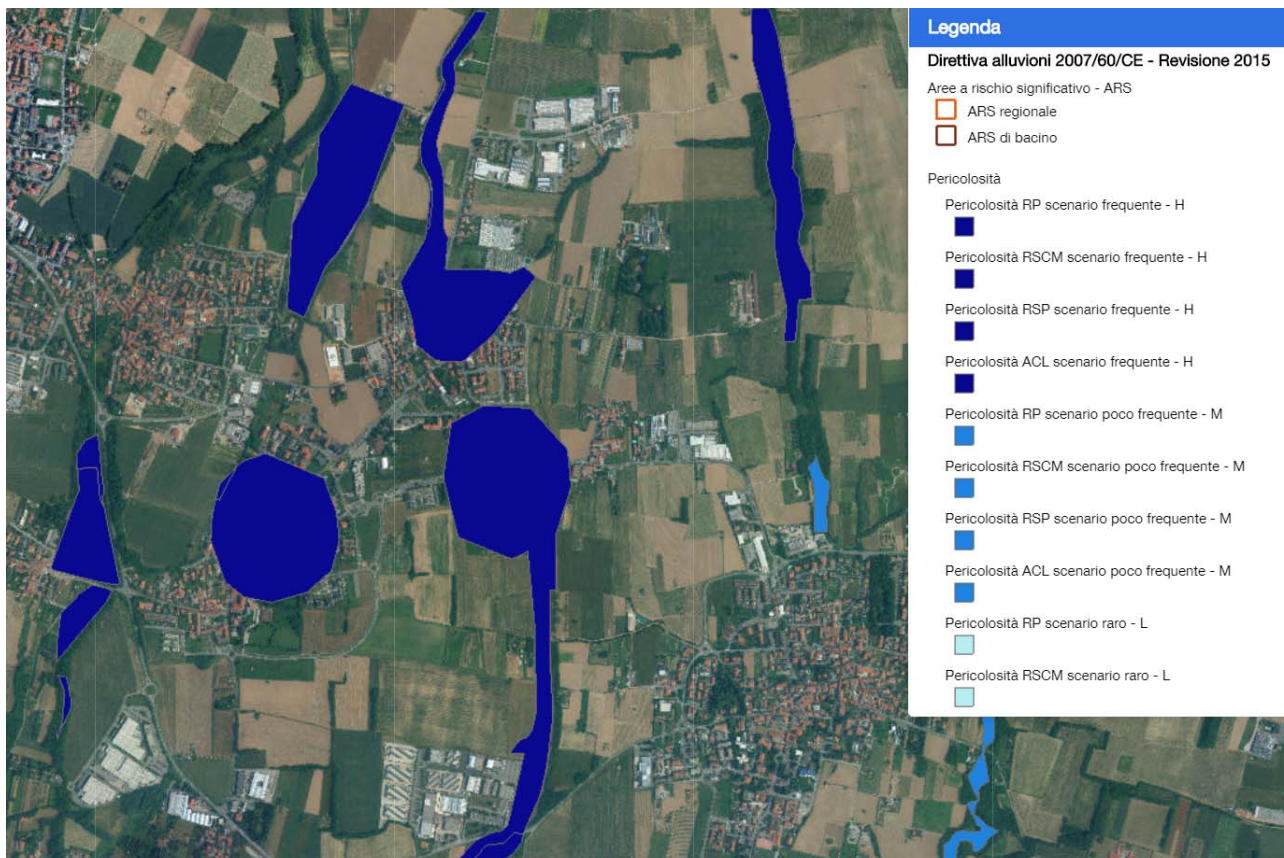 Legenda
Direttiva alluvioni 2007/60/CE - Revisione 2015
Aree a rischio significativo - ARS
ARS regionale
ARS di bacino
Pericolosità
Pericolosità RP scenario frequente - H
Pericolosità RSCM scenario frequente - H
Pericolosità RSP scenario frequente - H
Pericolosità ACL scenario frequente - H
Pericolosità RP scenario poco frequente - M
Pericolosità RSCM scenario poco frequente - M
Pericolosità RSP scenario poco frequente - M
Pericolosità ACL scenario poco frequente - M
Pericolosità RP scenario raro - L
Pericolosità RSCM scenario raro - L